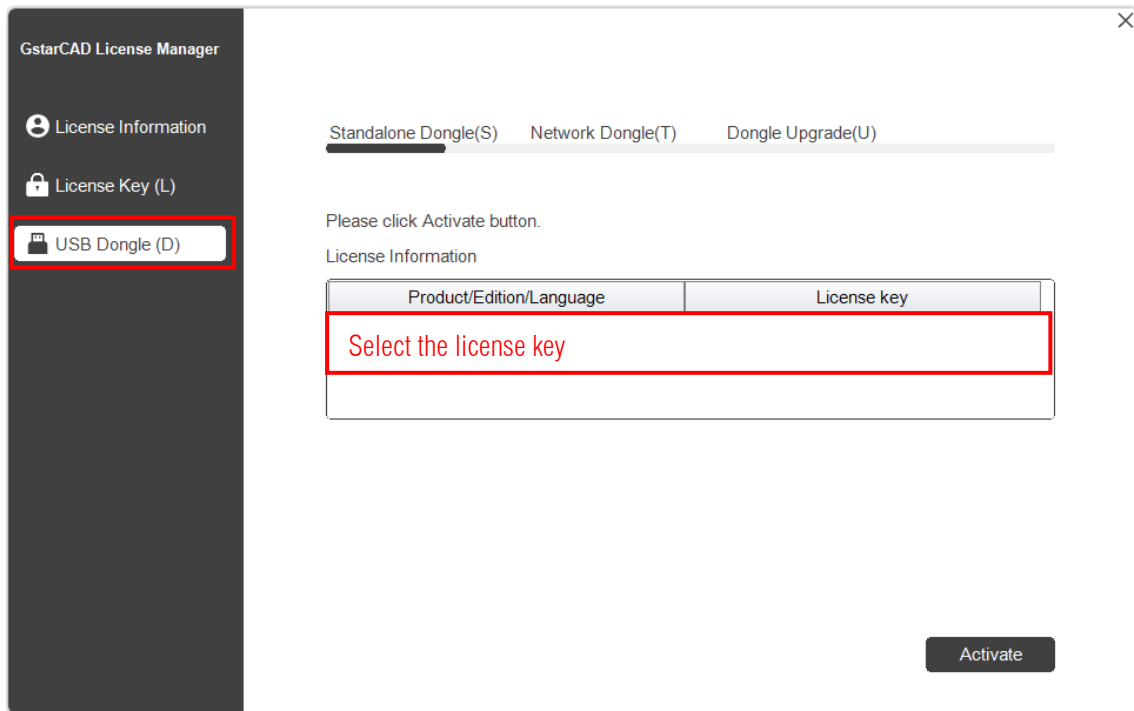 GstarCAD License Manager
License Information
License Key (L)
USB Dongle (D)
Standalone Dongle(S) Network Dongle(T) Dongle Upgrade(U)
Please click Activate button.
License Information
Product/Edition/Language License key
Select the license key
Activate